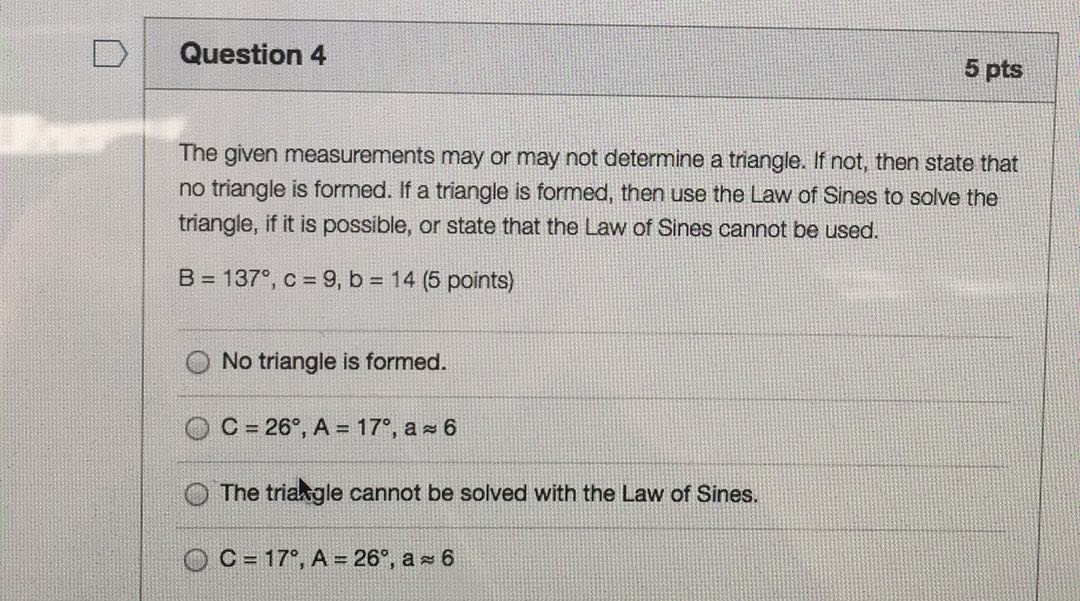 Question 4
5 pts
The given measurements may or may not determine a triangle. If not, then state that
no triangle is formed. If a triangle is formed, then use the Law of Sines to solve the
triangle, if it is possible, or state that the Law of Sines cannot be used.
B = 137°, c = 9, b = 14 (5 points)
No triangle is formed.
C = 26°, A = 17°, a ≈ 6
The triangle cannot be solved with the Law of Sines.
C = 17°, A = 26°, a ≈ 6